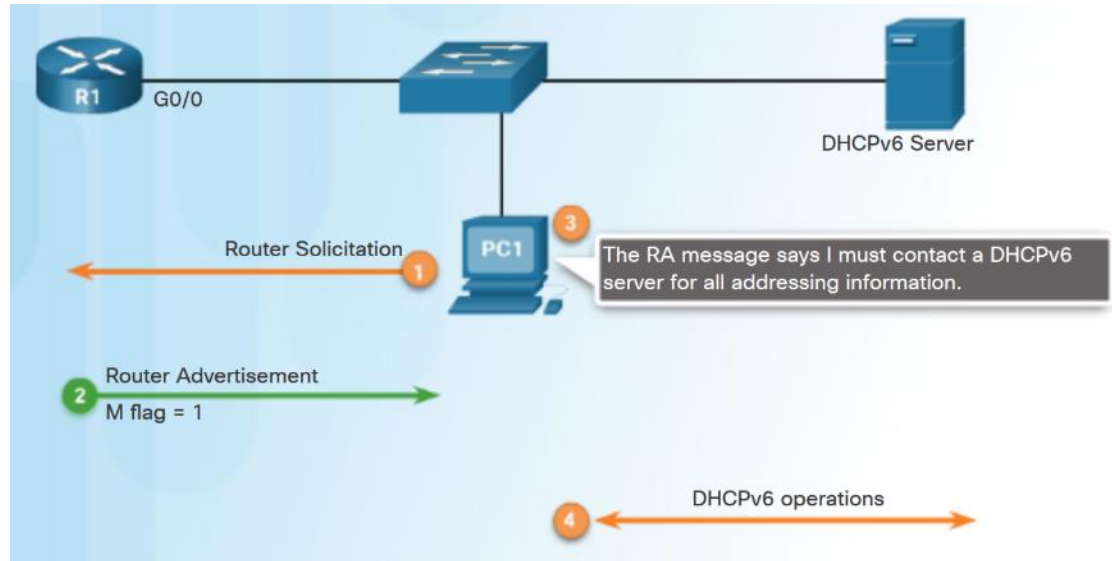 R1
G0/0
DHCPv6 Server
Router Solicitation
1
PC1
3
The RA message says I must contact a DHCPv6
server for all addressing information.
2
Router Advertisement
M flag = 1
4
DHCPv6 operations